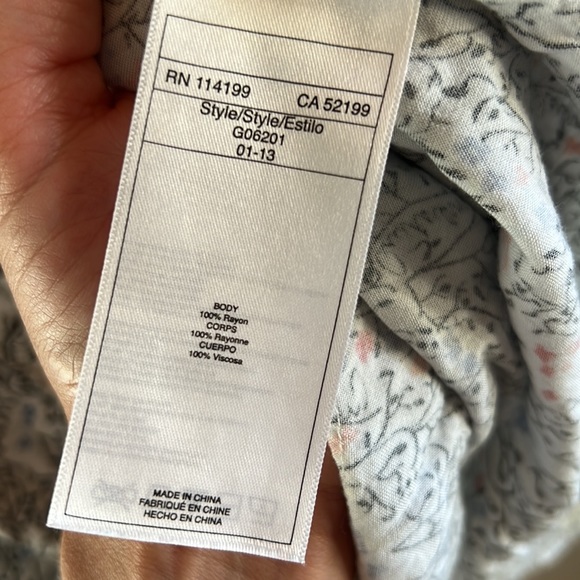 RN 114199 CA 52199
Style/Style/Estilo
G06201
01-13
BODY
100% Rayon
CORPS
100% Rayonne
CUERPO
100% Viscosa
MADE IN CHINA
FABRIQUÉ EN CHINE
HECHO EN CHINA